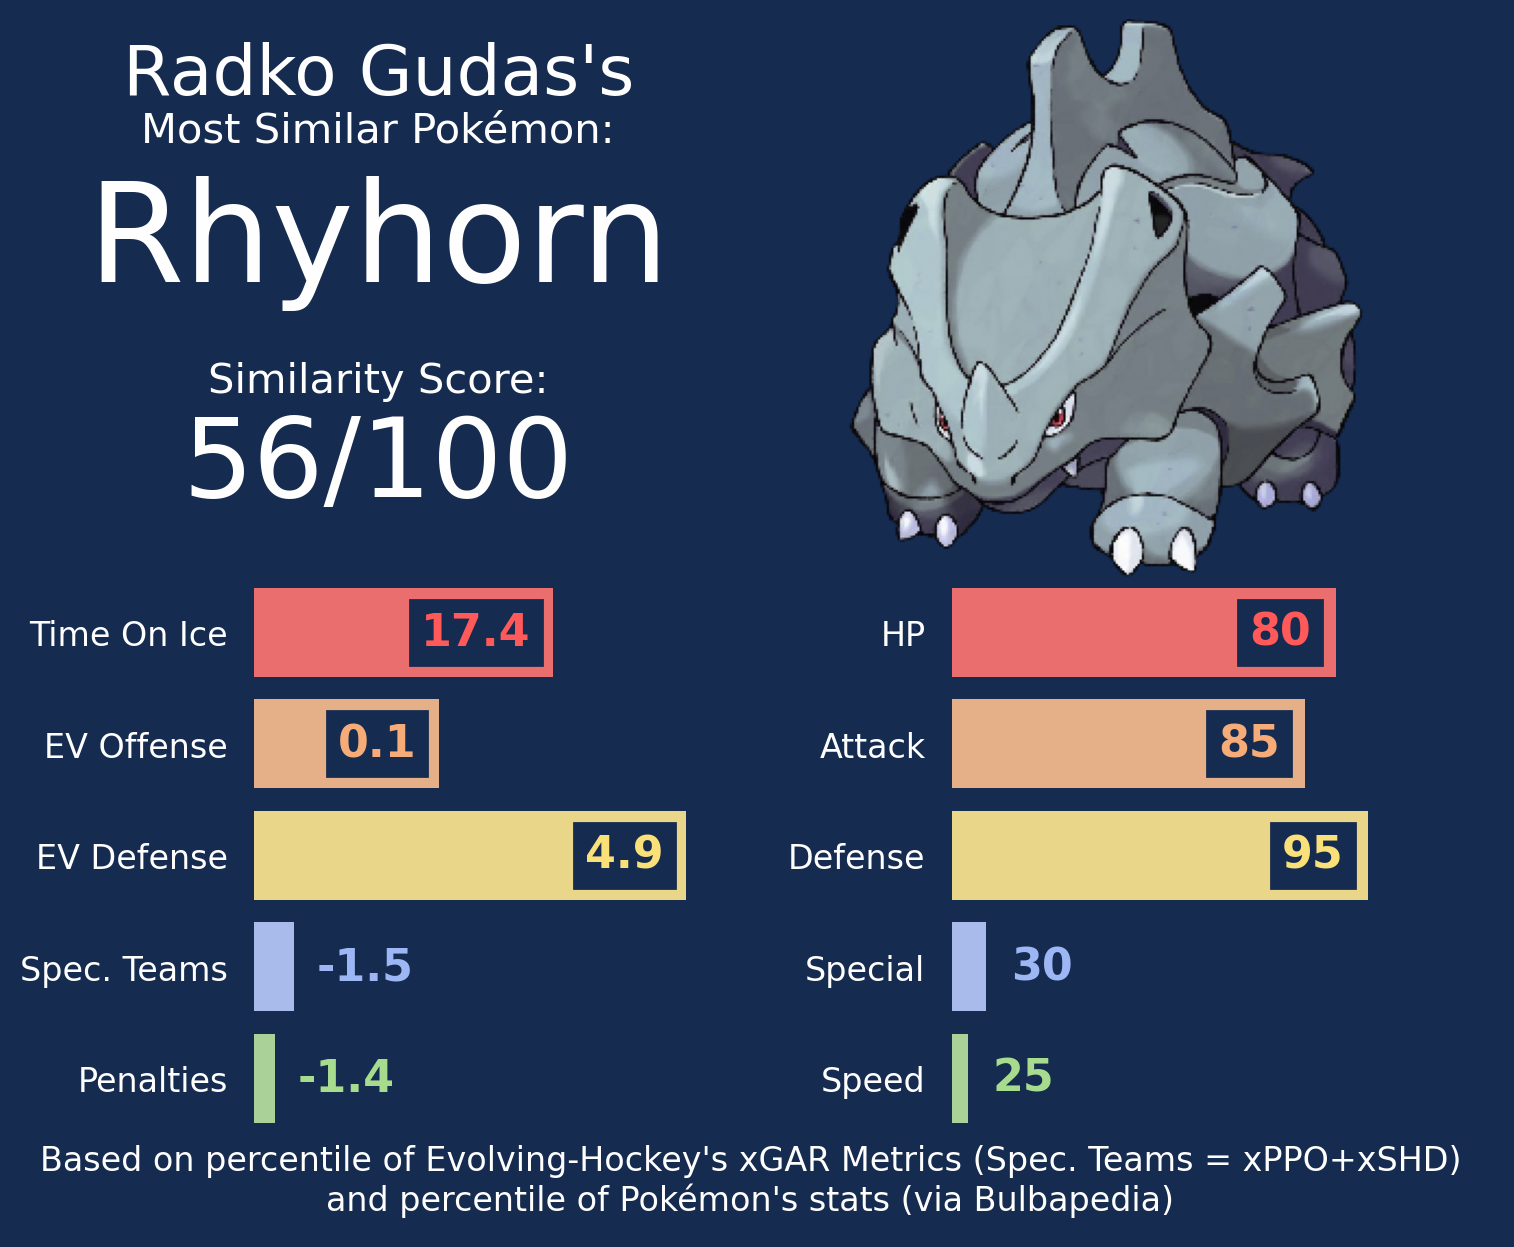 Radko Gudas's
Most Similar Pokémon:
Rhyhorn
Similarity Score:
56/100
Time On Ice 17.4
EV Offense 0.1
EV Defense 4.9
Spec. Teams -1.5
Penalties -1.4
HP 80
Attack 85
Defense 95
Special 30
Speed 25
Based on percentile of Evolving-Hockey's xGAR Metrics (Spec. Teams = xPPO+xSHD)
and percentile of Pokémon's stats (via Bulbapedia)